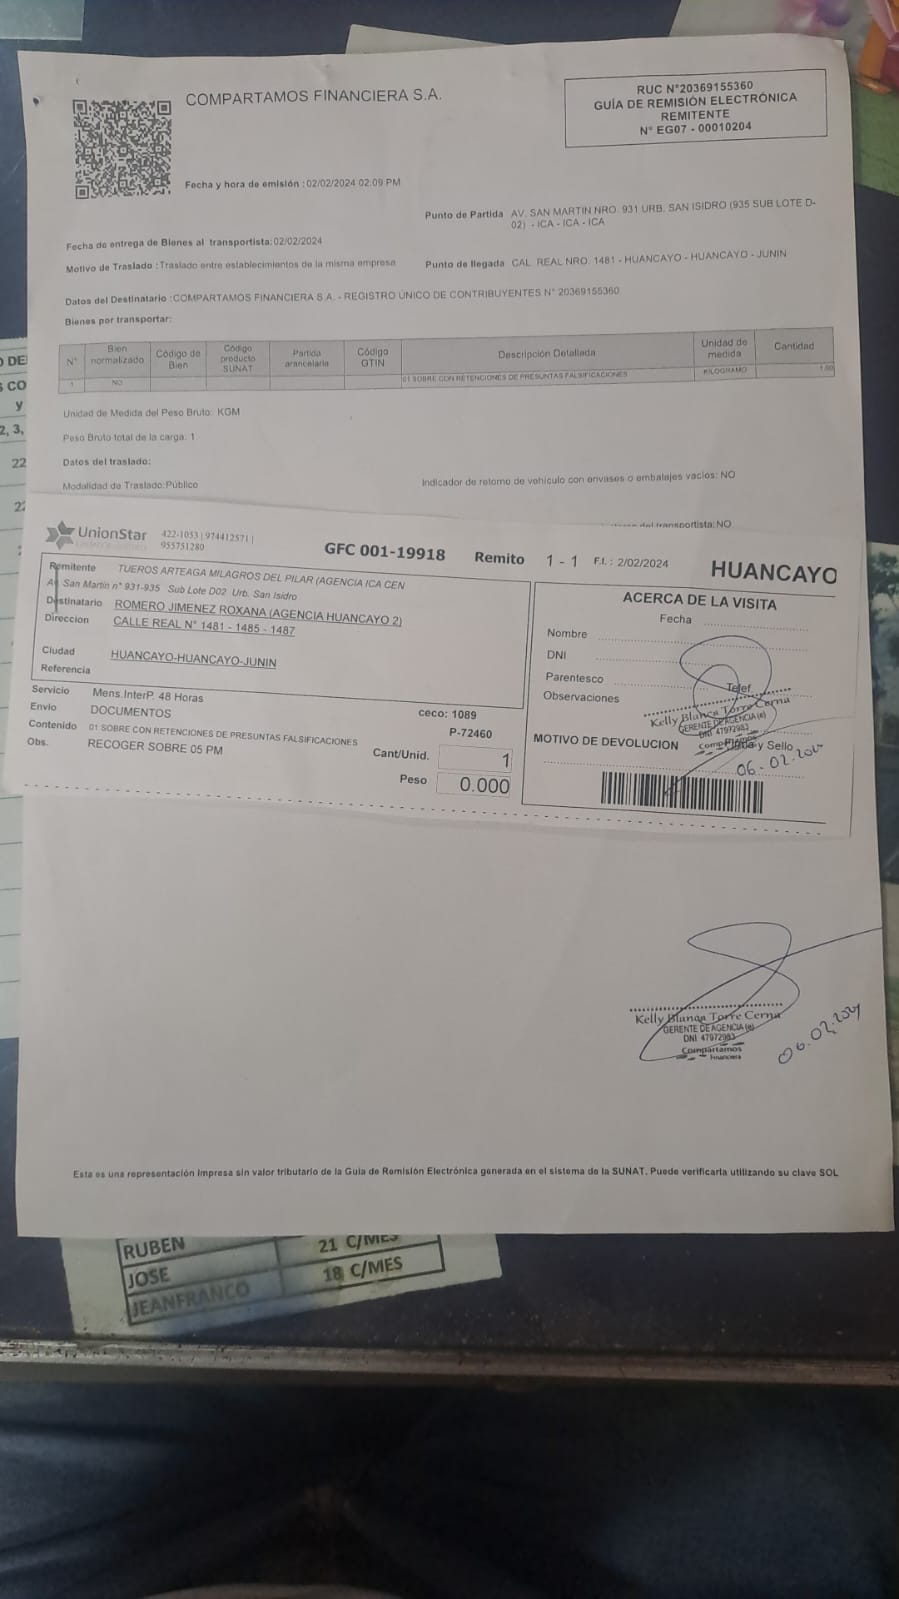 COMPARTAMOS FINANCIERA S.A.
RUC N°20369155360
GUÍA DE REMISIÓN ELECTRÓNICA
REMITENTE
N° EG07 - 00010204
Fecha y hora de emisión : 02/02/2024 02:09 PM
Punto de Partida AV. SAN MARTIN NRO. 931 URB. SAN ISIDRO (935 SUB LOTE D-
02) - ICA - ICA - ICA
Fecha de entrega de Bienes al transportista: 02/02/2024
Motivo de Traslado : Traslado entre establecimientos de la misma empresa
Punto de llegada CAL. REAL NRO. 1481 - HUANCAYO - HUANCAYO - JUNIN
Datos del Destinatario : COMPARTAMOS FINANCIERA S.A. - REGISTRO ÚNICO DE CONTRIBUYENTES N° 20369155360
Bienes por transportar:
N° Bien normalizado Código de Bien Código producto SUNAT Partida arancelaria Código GTIN Descripción Detallada Unidad de medida Cantidad
1 NO 01 SOBRE CON RETENCIONES DE PRESUNTAS FALSIFICACIONES KILOGRAMO
Unidad de Medida del Peso Bruto: KGM
Peso Bruto total de la carga: 1
Datos del traslado:
Modalidad de Traslado: Público
Indicador de retorno de vehículo con envases o embalajes vacíos: NO
del transportista: NO
UnionStar
422-1053 | 974412571 |
955751280
GFC 001-19918
Remito 1 - 1
F.I. : 2/02/2024
HUANCAYO
Remitente TUEROS ARTEAGA MILAGROS DEL PILAR (AGENCIA ICA CEN
Av. San Martin n° 931-935 Sub Lote D02 Urb. San Isidro
Destinatario ROMERO JIMENEZ ROXANA (AGENCIA HUANCAYO 2)
Direccion CALLE REAL N° 1481 - 1485 - 1487
Ciudad HUANCAYO-HUANCAYO-JUNIN
Referencia
Servicio Mens.InterP. 48 Horas
Envio DOCUMENTOS
ceco: 1089
Contenido 01 SOBRE CON RETENCIONES DE PRESUNTAS FALSIFICACIONES
P-72460
Obs. RECOGER SOBRE 05 PM
Cant/Unid. 1
Peso 0.000
ACERCA DE LA VISITA
Fecha
Nombre
DNI
Parentesco
Telef.
Observaciones
Kelly Blanca Torre Cerna
GERENTE DE AGENCIA (e)
DNI 47972983
MOTIVO DE DEVOLUCION
Firma y Sello
06.02.2024
Kelly Blanca Torre Cerna
GERENTE DE AGENCIA (e)
DNI 47972983
Compartamos
Financiera
06.02.2024
Esta es una representación impresa sin valor tributario de la Guía de Remisión Electrónica generada en el sistema de la SUNAT. Puede verificarla utilizando su clave SOL
RUBEN 21 C/MES
JOSE 18 C/MES
JEANFRANCO